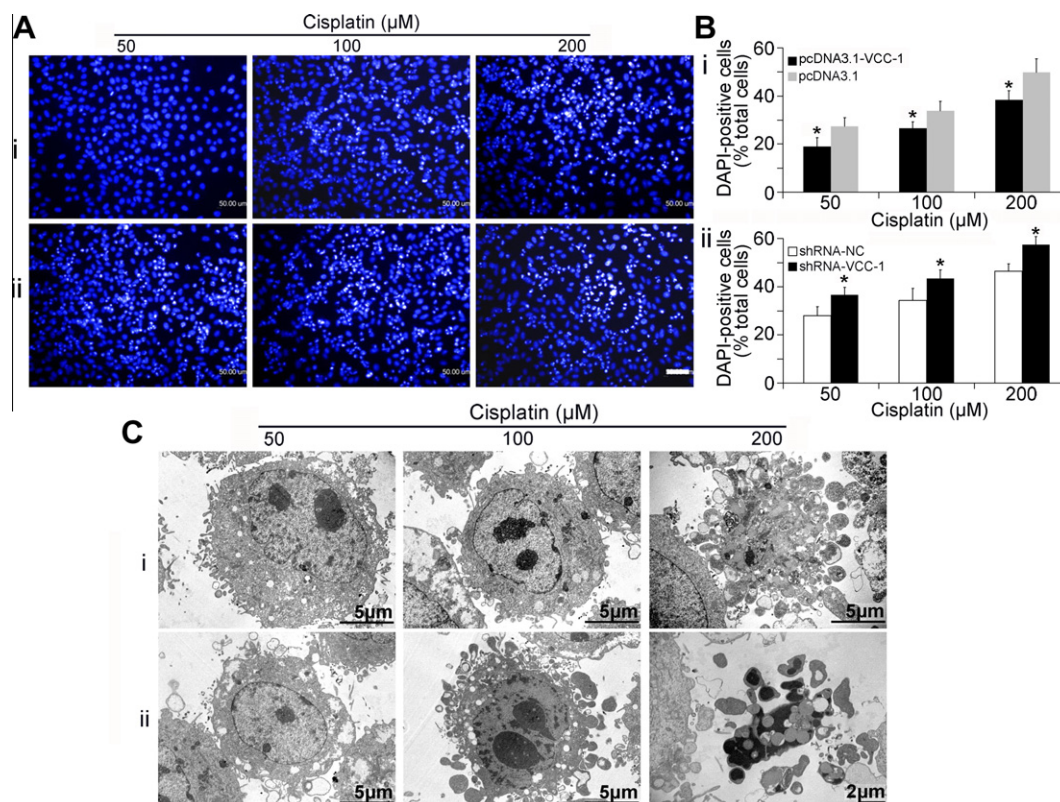 A
Cisplatin (µM)
50 100 200
i
50.00 um 50.00 um 50.00 um
ii
50.00 um 50.00 um
B
i
DAPI-positive cells
(% total cells)
60
40
20
0
pcDNA3.1-VCC-1
pcDNA3.1
* * *
50 100 200
Cisplatin (µM)
ii
DAPI-positive cells
(% total cells)
60
40
20
0
shRNA-NC
shRNA-VCC-1
* * *
50 100 200
Cisplatin (µM)
C
Cisplatin (µM)
50 100 200
i
5µm 5µm 5µm
ii
5µm 5µm 2µm